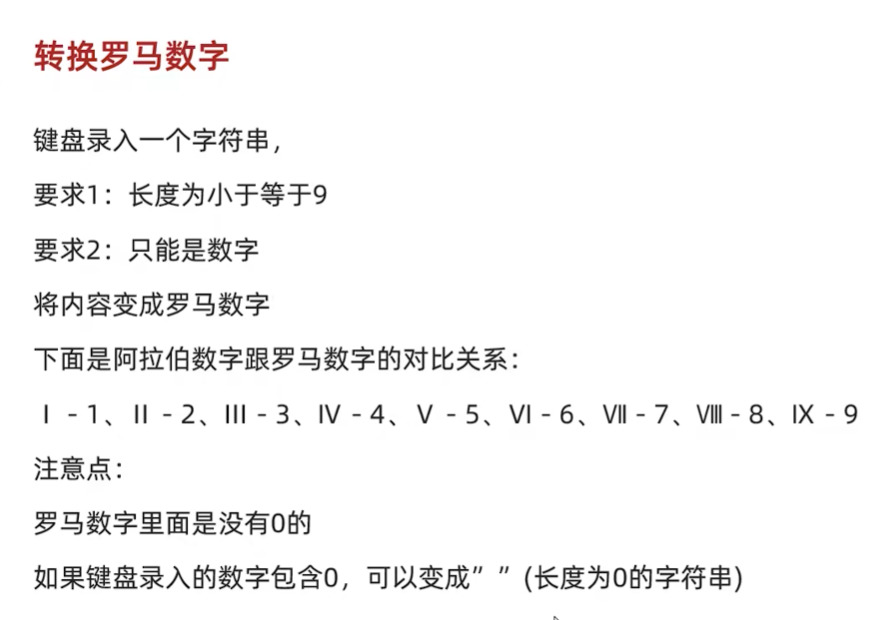 转换罗马数字
键盘录入一个字符串，
要求1：长度为小于等于9
要求2：只能是数字
将内容变成罗马数字
下面是阿拉伯数字跟罗马数字的对比关系：
Ⅰ - 1、Ⅱ - 2、Ⅲ - 3、Ⅳ - 4、Ⅴ - 5、Ⅵ - 6、Ⅶ - 7、Ⅷ - 8、Ⅸ - 9
注意点：
罗马数字里面是没有0的
如果键盘录入的数字包含0，可以变成” ” (长度为0的字符串)